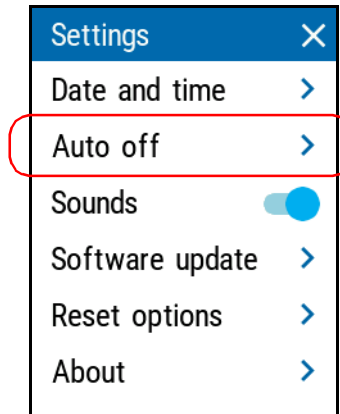 Settings
Date and time
Auto off
Sounds
Software update
Reset options
About